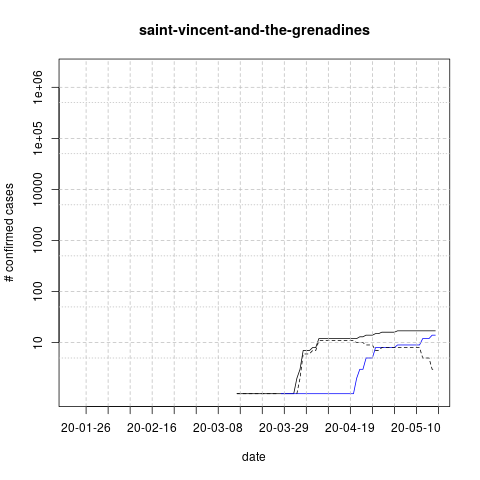 saint-vincent-and-the-grenadines
1e+06
1e+05
10000
1000
100
10
# confirmed cases
20-01-26 20-02-16 20-03-08 20-03-29 20-04-19 20-05-10
date